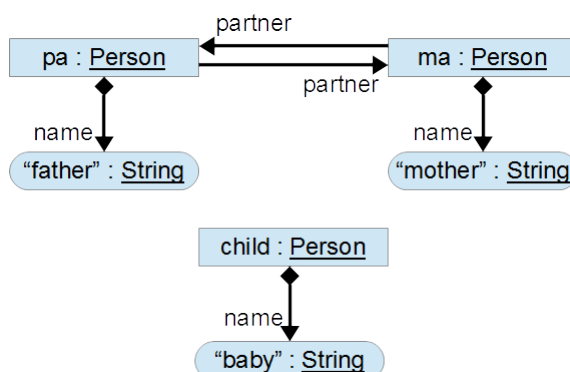 partner
pa : Person
ma : Person
partner
name
name
“father” : String
“mother” : String
child : Person
name
“baby” : String